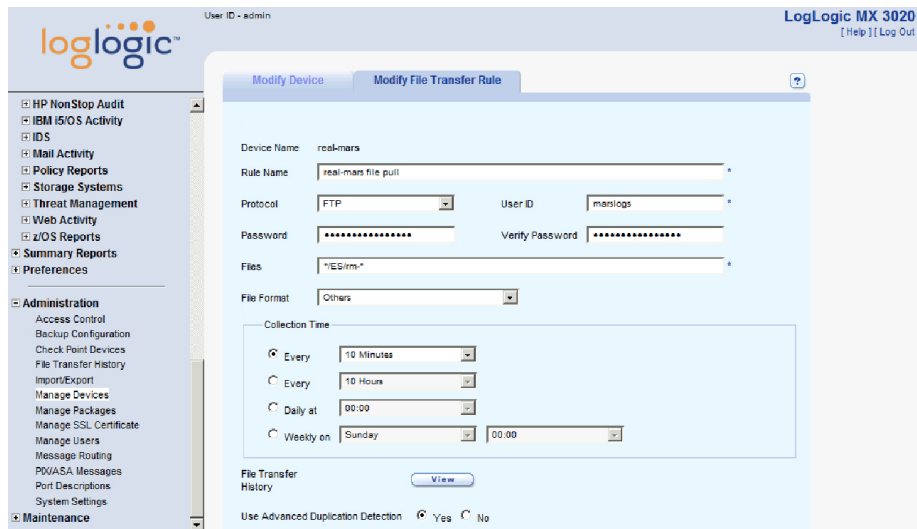 User ID - admin
LogLogic MX 3020
[ Help ] [ Log Out
loglogic™
Modify Device
Modify File Transfer Rule
?
HP NonStop Audit
IBM i5/OS Activity
IDS
Mail Activity
Policy Reports
Storage Systems
Threat Management
Web Activity
z/OS Reports
Summary Reports
Preferences
Administration
Access Control
Backup Configuration
Check Point Devices
File Transfer History
Import/Export
Manage Devices
Manage Packages
Manage SSL Certificate
Manage Users
Message Routing
PIX/ASA Messages
Port Descriptions
System Settings
Maintenance
Device Name real-mars
Rule Name real-mars file pull *
Protocol FTP User ID marslogs *
Password •••••••••••••••• Verify Password ••••••••••••••••
Files */ES/rm-* *
File Format Others
Collection Time
Every 10 Minutes
Every 10 Hours
Daily at 00:00
Weekly on Sunday 00:00
File Transfer
History View
Use Advanced Duplication Detection Yes No